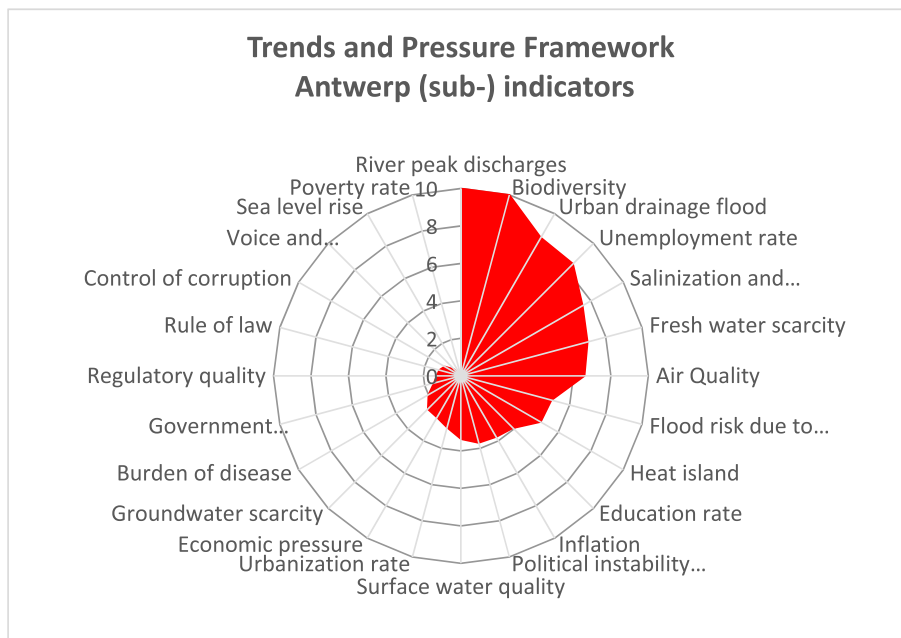 Trends and Pressure Framework
Antwerp (sub-) indicators
River peak discharges
Biodiversity
Urban drainage flood
Unemployment rate
Salinization and...
Fresh water scarcity
Air Quality
Flood risk due to...
Heat island
Education rate
Inflation
Political instability...
Surface water quality
Urbanization rate
Economic pressure
Groundwater scarcity
Burden of disease
Government...
Regulatory quality
Rule of law
Control of corruption
Voice and...
Sea level rise
Poverty rate
10
8
6
4
2
0